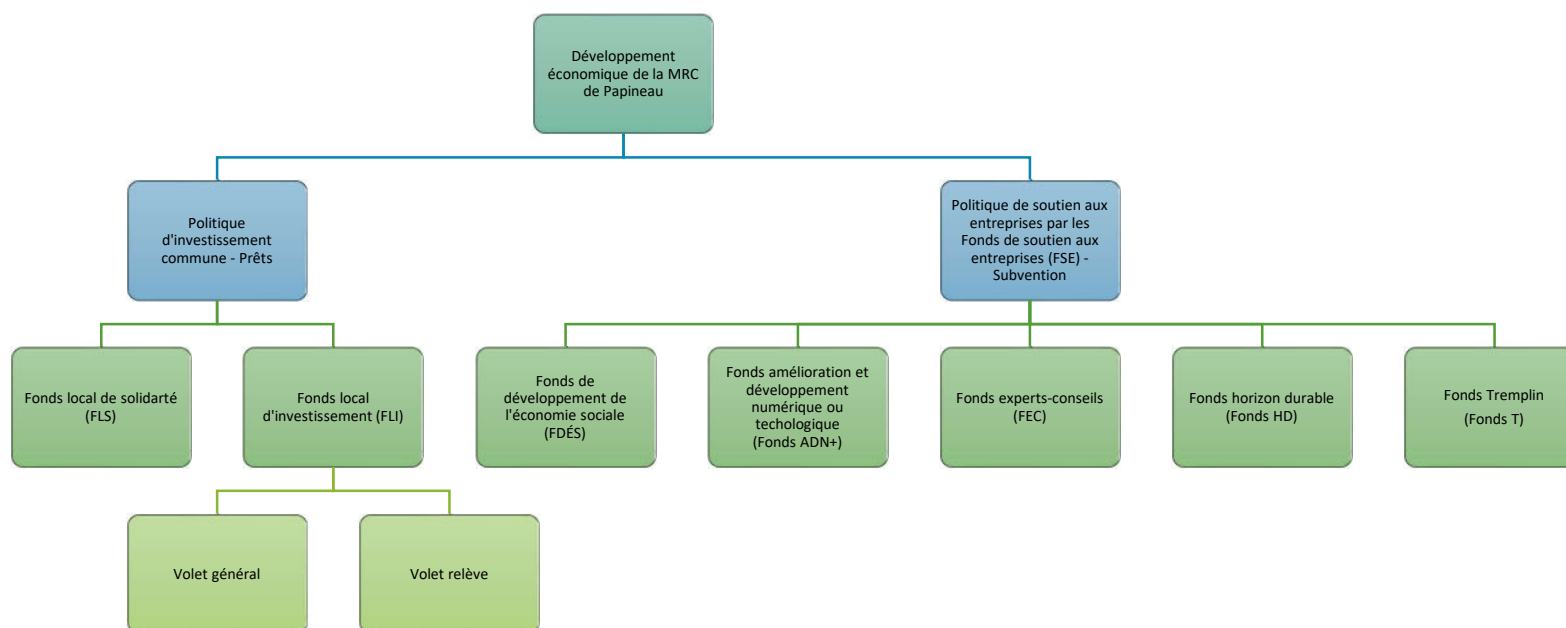 Développement
économique de la MRC
de Papineau
Politique
d'investissement
commune - Prêts
Politique de soutien aux
entreprises par les
Fonds de soutien aux
entreprises (FSE) -
Subvention
Fonds local de solidarté
(FLS)
Fonds local
d'investissement (FLI)
Fonds de
développement de
l'économie sociale
(FDÉS)
Fonds amélioration et
développement
numérique ou
techologique
(Fonds ADN+)
Fonds experts-conseils
(FEC)
Fonds horizon durable
(Fonds HD)
Fonds Tremplin
(Fonds T)
Volet général
Volet relève